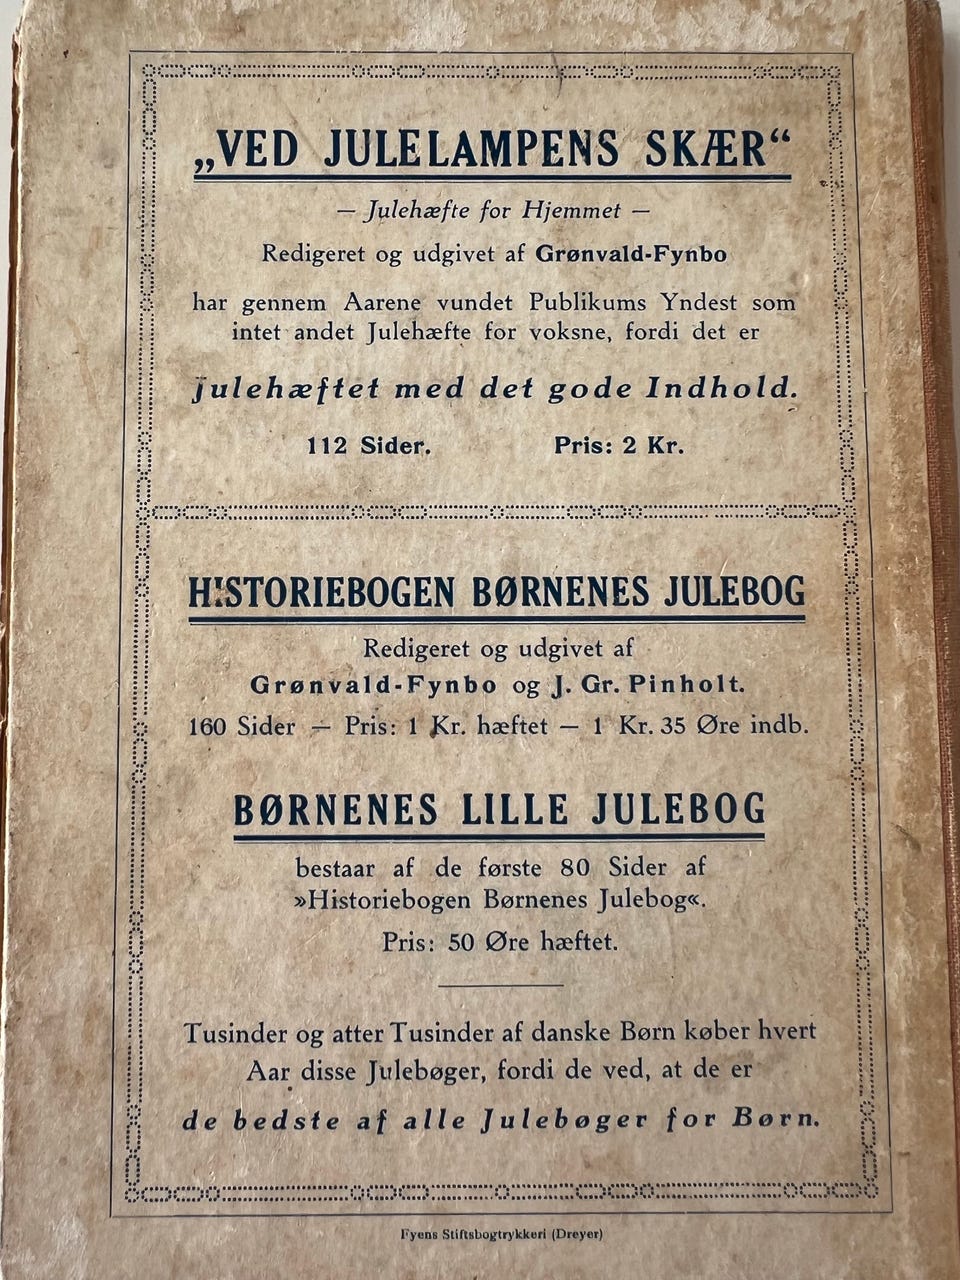 „VED JULELAMPENS SKÆR“
— Julehæfte for Hjemmet —
Redigeret og udgivet af Grønvald-Fynbo
har gennem Aarene vundet Publikums Yndest som
intet andet Julehæfte for voksne, fordi det er
Julehæftet med det gode Indhold.
112 Sider. Pris: 2 Kr.
HISTORIEBOGEN BØRNENES JULEBOG
Redigeret og udgivet af
Grønvald-Fynbo og J. Gr. Pinholt.
160 Sider — Pris: 1 Kr. hæftet — 1 Kr. 35 Øre indb.
BØRNENES LILLE JULEBOG
bestaar af de første 80 Sider af
»Historiebogen Børnenes Julebog«.
Pris: 50 Øre hæftet.
Tusinder og atter Tusinder af danske Børn køber hvert
Aar disse Julebøger, fordi de ved, at de er
de bedste af alle Julebøger for Børn.
Fyens Stiftsbogtrykkeri (Dreyer)